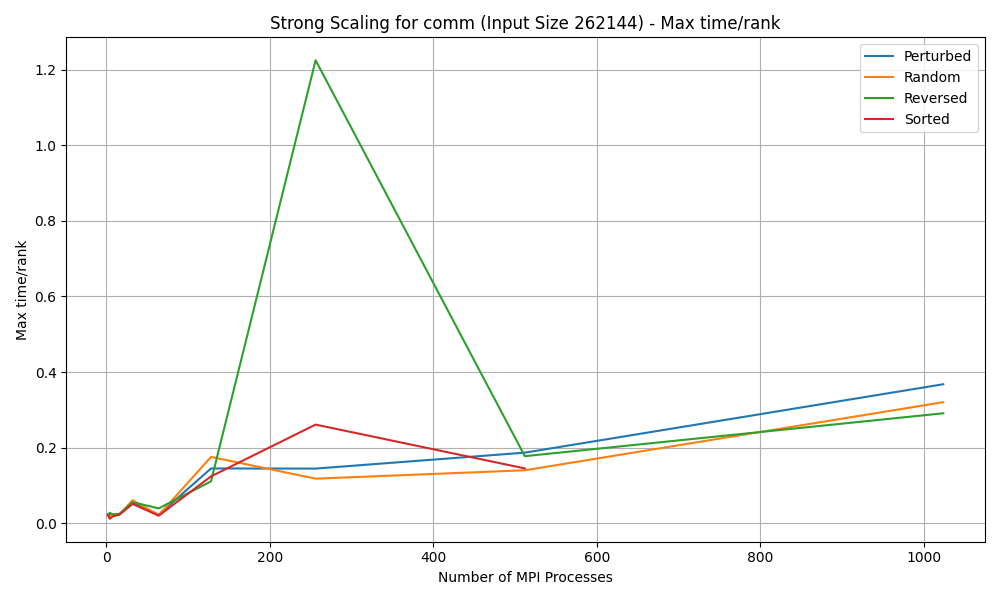 Strong Scaling for comm (Input Size 262144) - Max time/rank
Perturbed
Random
Reversed
Sorted
Max time/rank
1.2
1.0
0.8
0.6
0.4
0.2
0.0
0
200
400
600
800
1000
Number of MPI Processes